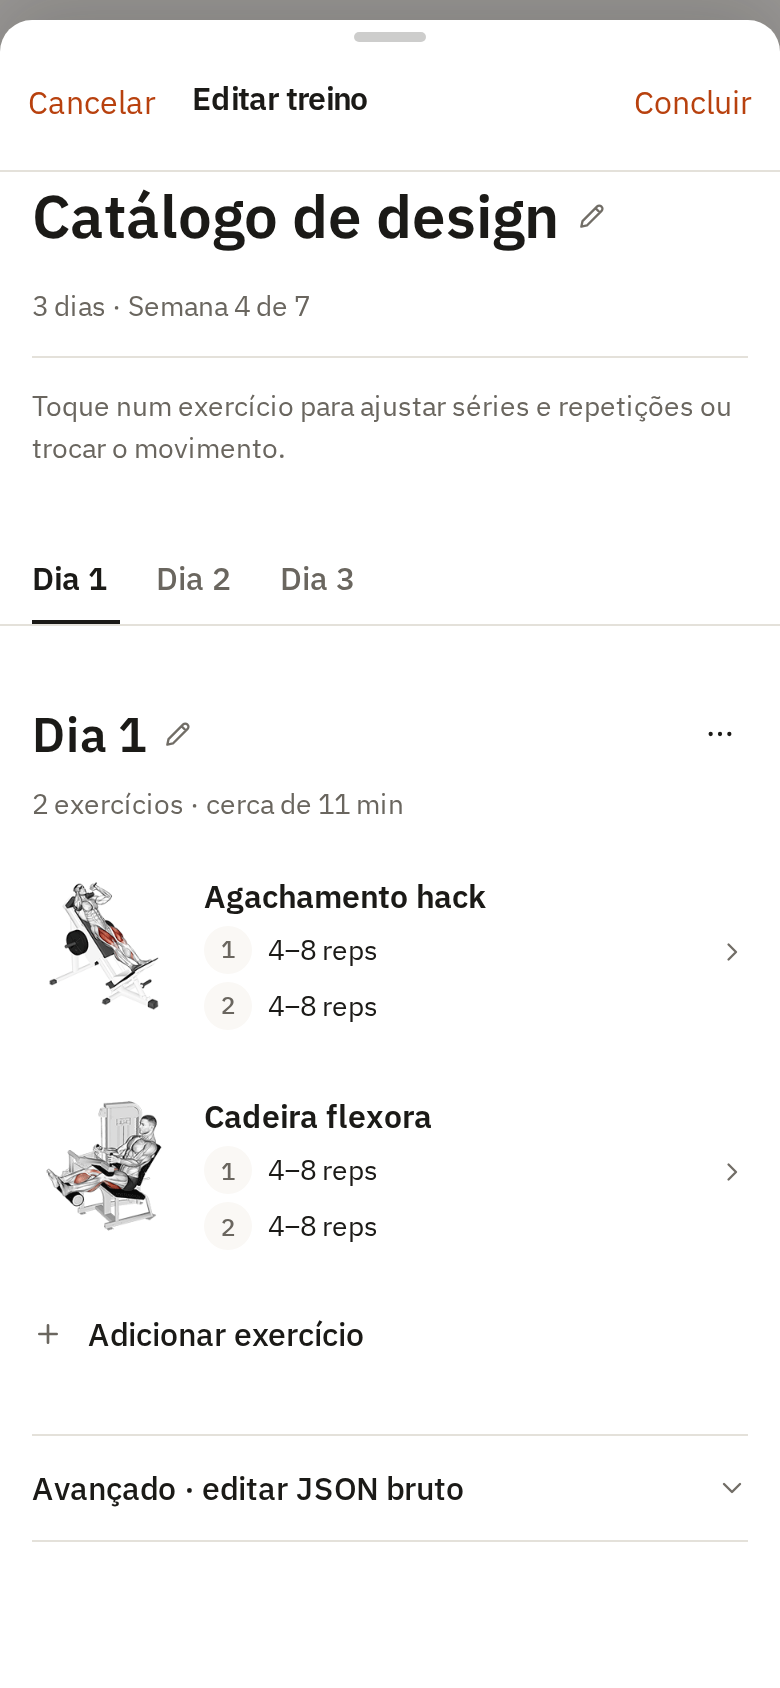 Cancelar
Editar treino
Concluir
Catálogo de design
3 dias · Semana 4 de 7
Toque num exercício para ajustar séries e repetições ou
trocar o movimento.
Dia 1
Dia 2
Dia 3
Dia 1
2 exercícios · cerca de 11 min
Agachamento hack
1 4–8 reps
2 4–8 reps
Cadeira flexora
1 4–8 reps
2 4–8 reps
Adicionar exercício
Avançado · editar JSON bruto